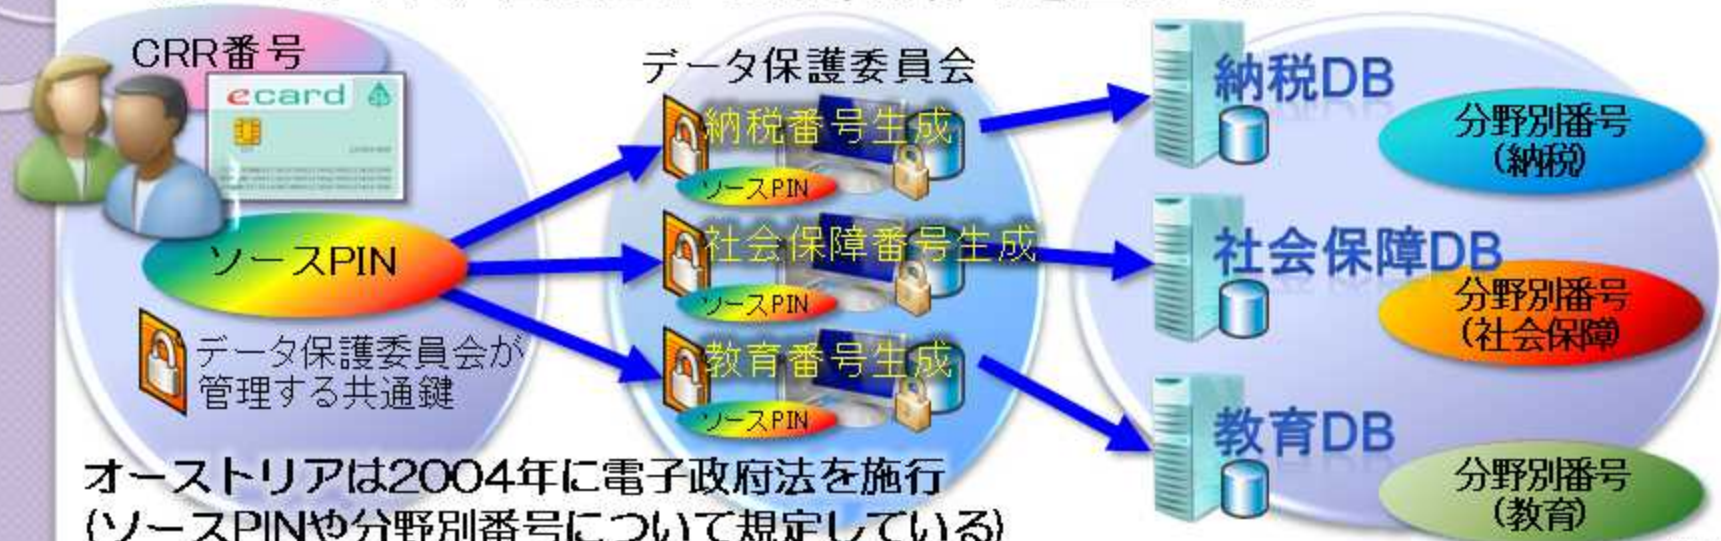 CRR番号
ecard
ソースPIN
データ保護委員会が
管理する共通鍵
データ保護委員会
納税番号生成
ソースPIN
社会保障番号生成
ソースPIN
教育番号生成
ソースPIN
納税DB
分野別番号
(納税)
社会保障DB
分野別番号
(社会保障)
教育DB
分野別番号
(教育)
オーストリアは2004年に電子政府法を施行
(ソースPINや分野別番号について規定している)